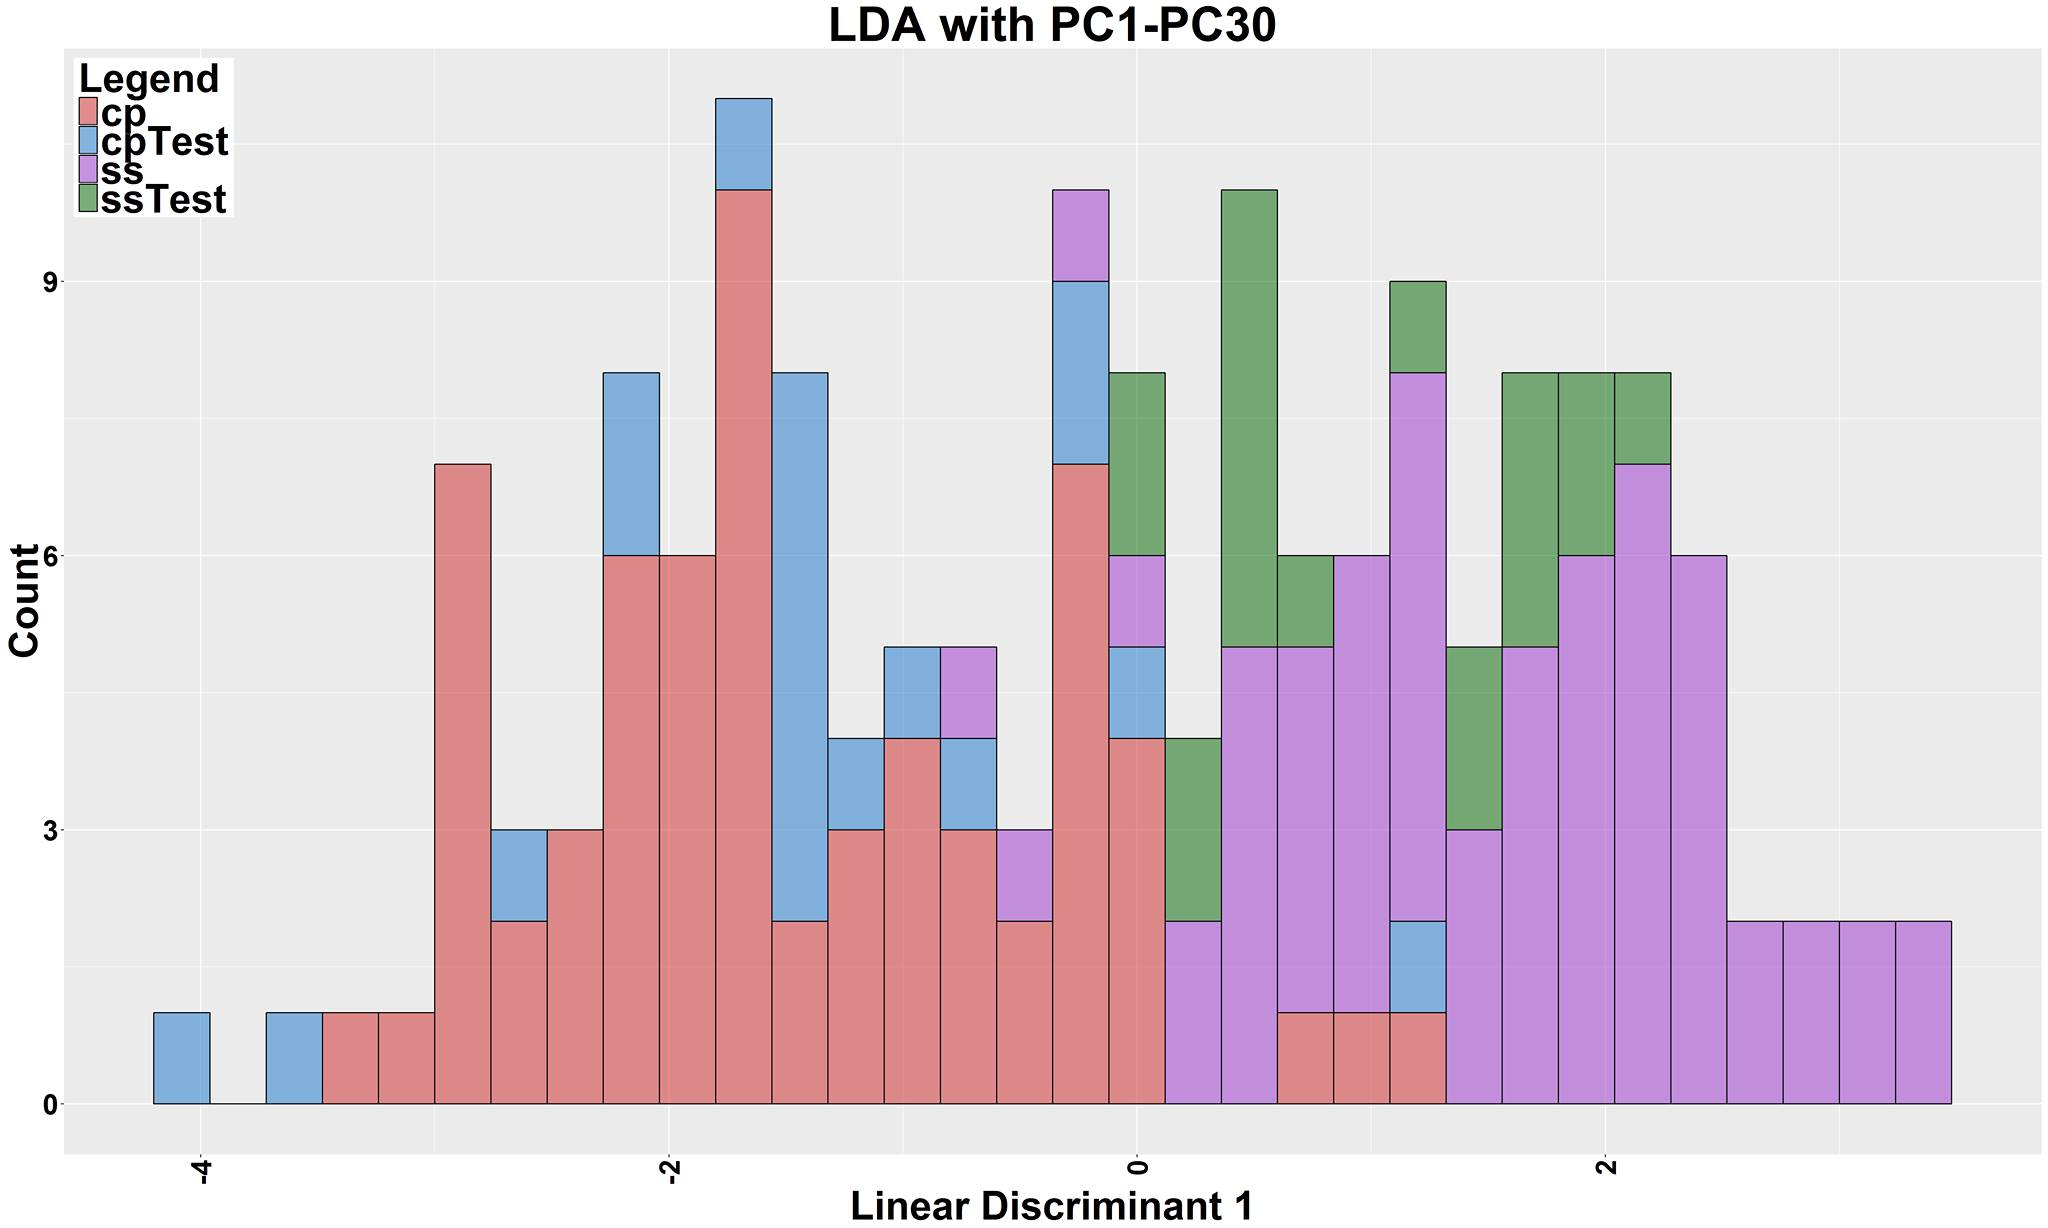 LDA with PC1-PC30
Legend
cp
cpTest
ss
ssTest
Count
9
6
3
0
-4
-2
0
2
Linear Discriminant 1